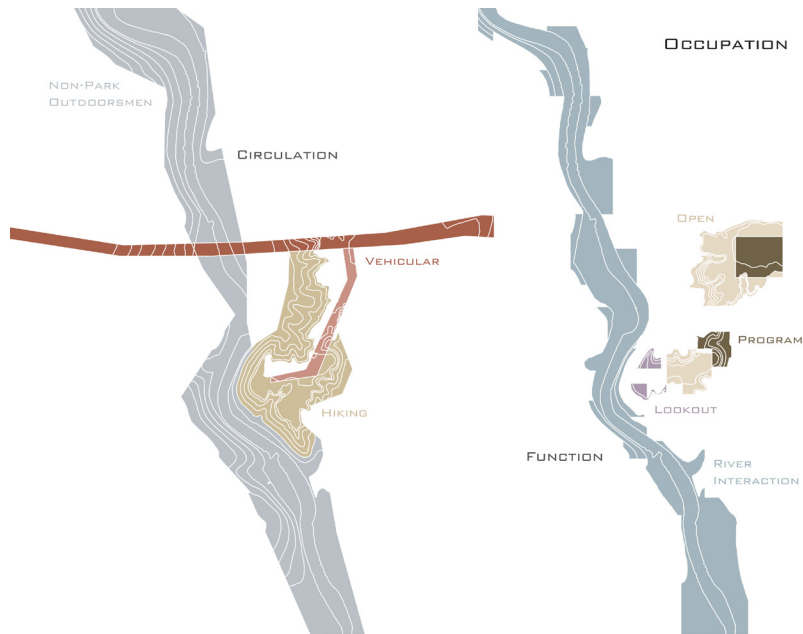 OCCUPATION
NON-PARK
OUTDOORSMEN
CIRCULATION
VEHICULAR
HIKING
OPEN
PROGRAM
LOOKOUT
FUNCTION
RIVER
INTERACTION